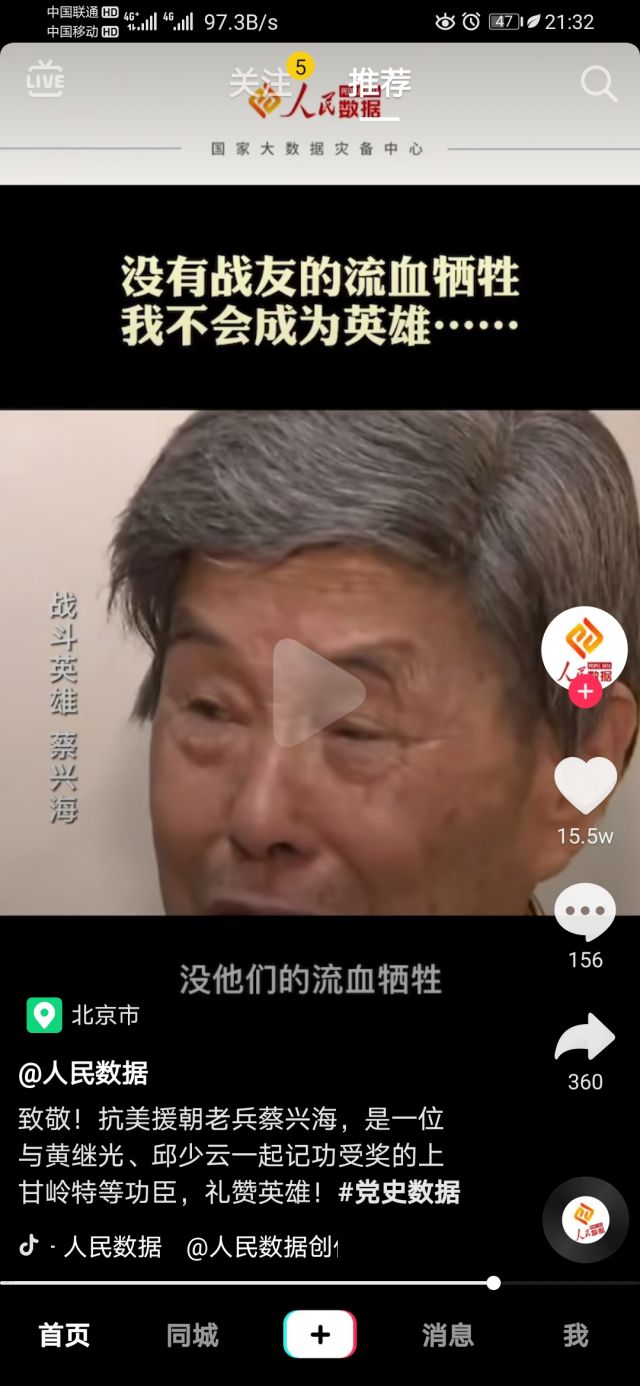 中国联通 HD 4G+ 4G 97.3B/s 47 21:32
中国移动 HD
LIVE
关注 5 推荐
人民数据
国家大数据灾备中心
没有战友的流血牺牲
我不会成为英雄……
战斗英雄 蔡兴海
人民数据
PEOPLE DATA
15.5w
156
360
没他们的流血牺牲
北京市
@人民数据
致敬！抗美援朝老兵蔡兴海，是一位
与黄继光、邱少云一起记功受奖的上
甘岭特等功臣，礼赞英雄！#党史数据
人民数据
- 人民数据 @人民数据创
首页 同城 消息 我